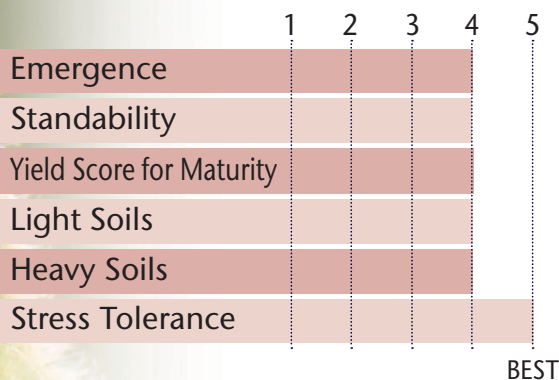 1 2 3 4 5
Emergence
Standability
Yield Score for Maturity
Light Soils
Heavy Soils
Stress Tolerance
BEST